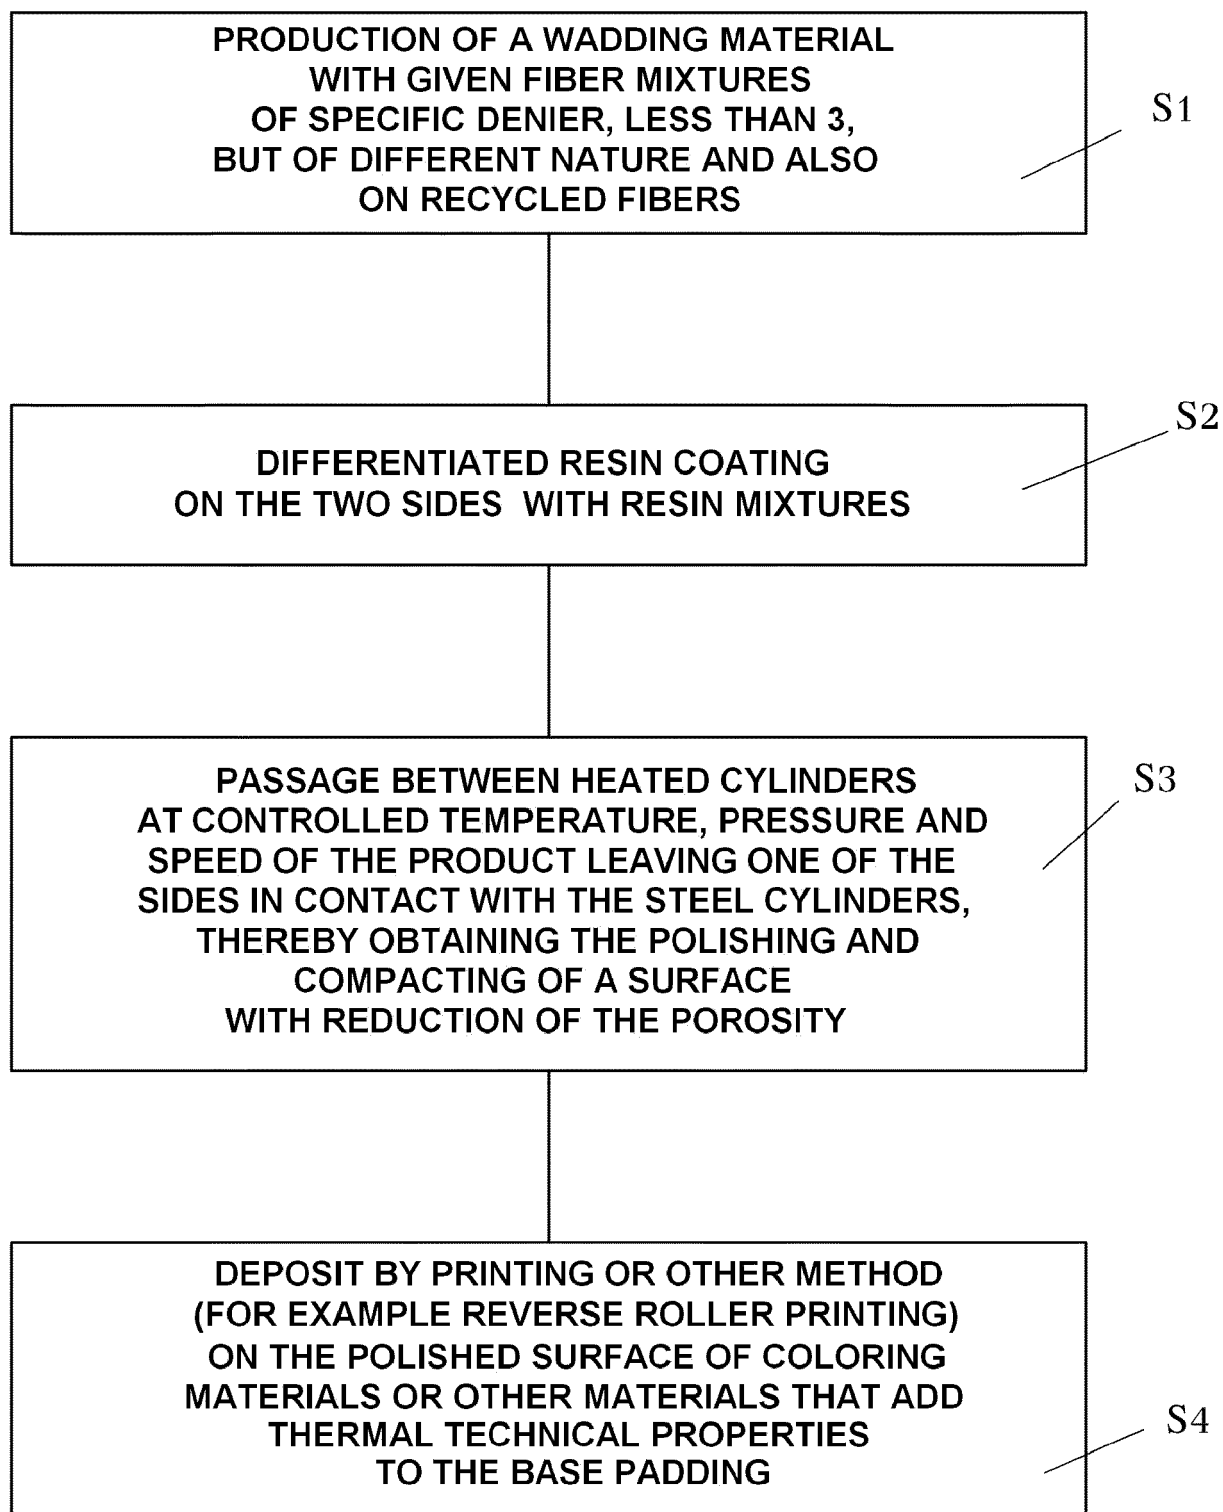 PRODUCTION OF A WADDING MATERIAL
WITH GIVEN FIBER MIXTURES
OF SPECIFIC DENIER, LESS THAN 3,
BUT OF DIFFERENT NATURE AND ALSO
ON RECYCLED FIBERS
S1
DIFFERENTIATED RESIN COATING
ON THE TWO SIDES WITH RESIN MIXTURES
S2
PASSAGE BETWEEN HEATED CYLINDERS
AT CONTROLLED TEMPERATURE, PRESSURE AND
SPEED OF THE PRODUCT LEAVING ONE OF THE
SIDES IN CONTACT WITH THE STEEL CYLINDERS,
THEREBY OBTAINING THE POLISHING AND
COMPACTING OF A SURFACE
WITH REDUCTION OF THE POROSITY
S3
DEPOSIT BY PRINTING OR OTHER METHOD
(FOR EXAMPLE REVERSE ROLLER PRINTING)
ON THE POLISHED SURFACE OF COLORING
MATERIALS OR OTHER MATERIALS THAT ADD
THERMAL TECHNICAL PROPERTIES
TO THE BASE PADDING
S4